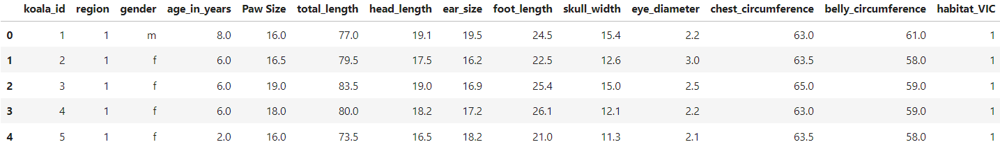 koala_id region gender age_in_years Paw Size total_length head_length ear_size foot_length skull_width eye_diameter chest_circumference belly_circumference habitat_VIC
0 1 1 m 8.0 16.0 77.0 19.1 19.5 24.5 15.4 2.2 63.0 61.0 1
1 2 1 f 6.0 16.5 79.5 17.5 16.2 22.5 12.6 3.0 63.5 58.0 1
2 3 1 f 6.0 19.0 83.5 19.0 16.9 25.4 15.0 2.5 65.0 59.0 1
3 4 1 f 6.0 18.0 80.0 18.2 17.2 26.1 12.1 2.2 63.0 59.0 1
4 5 1 f 2.0 16.0 73.5 16.5 18.2 21.0 11.3 2.1 63.5 58.0 1